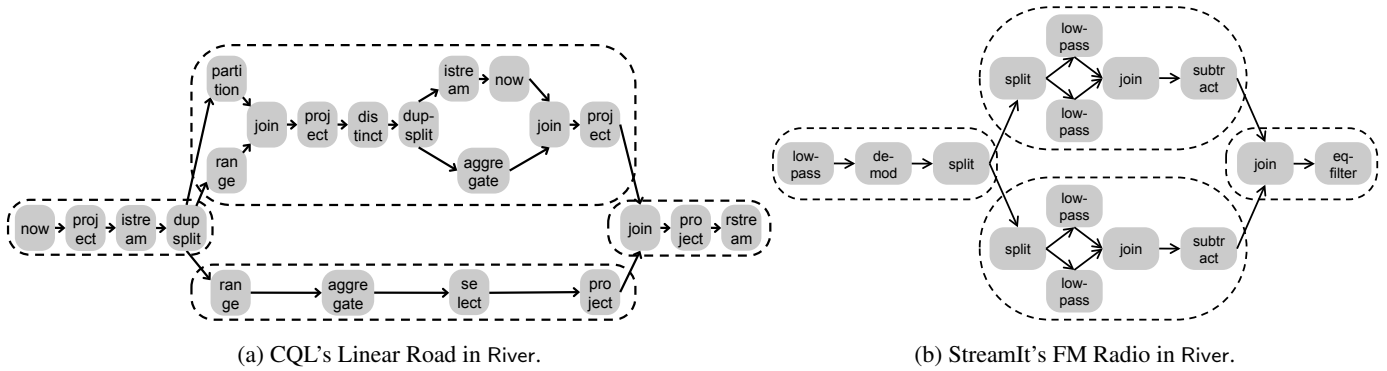 parti
tion
istre
am
now
join
proj
ect
dis
tinct
dup-
split
join
proj
ect
ran
ge
aggre
gate
now
proj
ect
istre
am
dup
split
join
pro
ject
rstre
am
ran
ge
aggre
gate
se
lect
pro
ject
(a) CQL's Linear Road in River.
low-
pass
split
join
subtr
act
low-
pass
low-
pass
de-
mod
split
join
eq-
filter
low-
pass
split
join
subtr
act
low-
pass
(b) StreamIt's FM Radio in River.